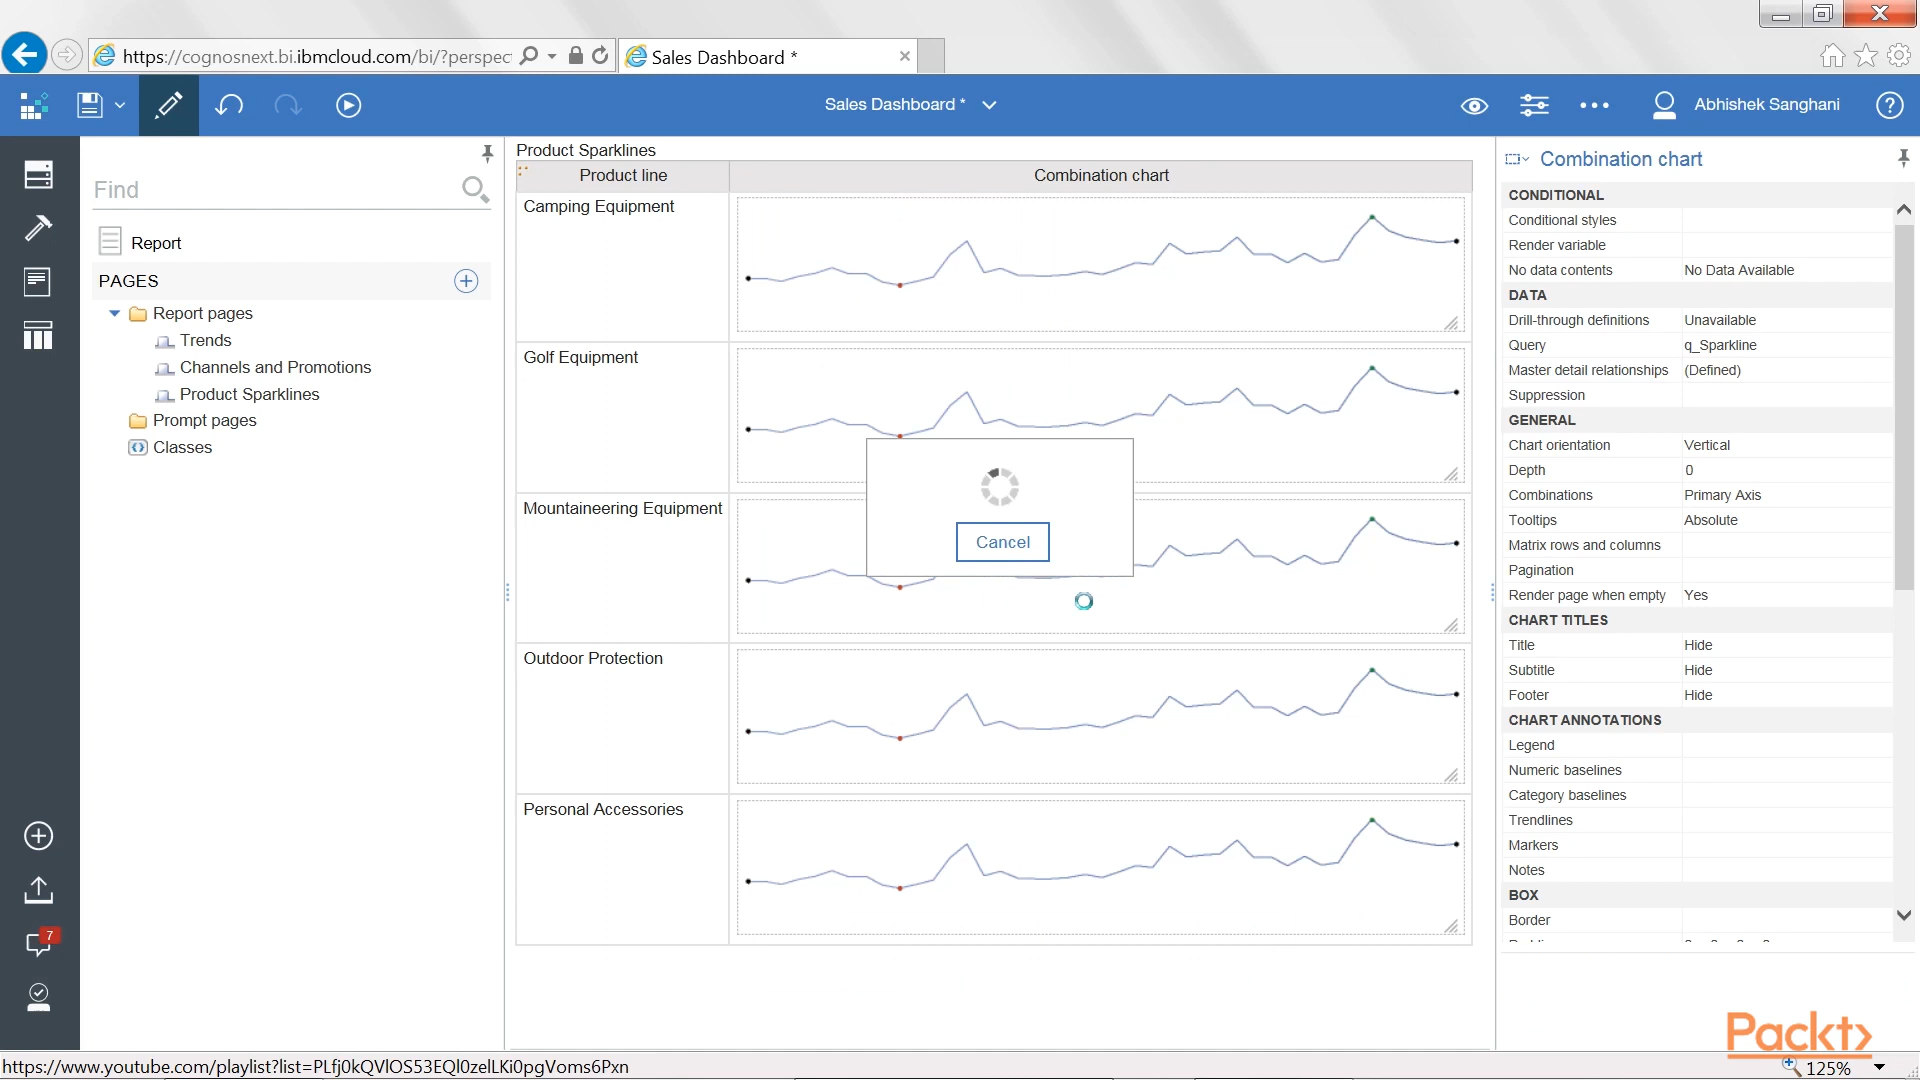 https://cognosnext.bi.ibmcloud.com/bi/?perspec
Sales Dashboard *
Sales Dashboard *
Abhishek Sanghani
Find
Report
PAGES
Report pages
Trends
Channels and Promotions
Product Sparklines
Prompt pages
Classes
7
Product Sparklines
Product line
Combination chart
Camping Equipment
Golf Equipment
Mountaineering Equipment
Outdoor Protection
Personal Accessories
Cancel
Combination chart
CONDITIONAL
Conditional styles
Render variable
No data contents No Data Available
DATA
Drill-through definitions Unavailable
Query q_Sparkline
Master detail relationships (Defined)
Suppression
GENERAL
Chart orientation Vertical
Depth 0
Combinations Primary Axis
Tooltips Absolute
Matrix rows and columns
Pagination
Render page when empty Yes
CHART TITLES
Title Hide
Subtitle Hide
Footer Hide
CHART ANNOTATIONS
Legend
Numeric baselines
Category baselines
Trendlines
Markers
Notes
BOX
Border
Packt>
https://www.youtube.com/playlist?list=PLfj0kQVlOS53EQl0zelLKi0pgVoms6Pxn
125%